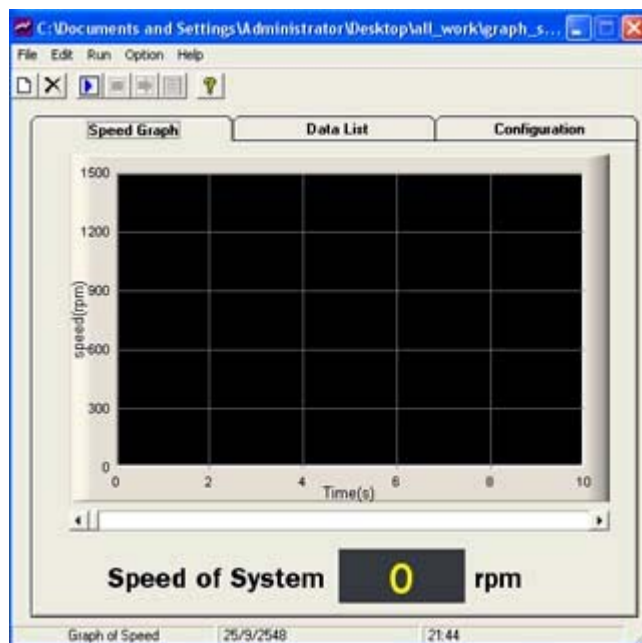 C:\Documents and Settings\Administrator\Desktop\all_work\graph_s...
File Edit Run Option Help
Speed Graph Data List Configuration
1500
1200
900
600
300
0
speed(rpm)
0 2 4 6 8 10
Time(s)
Speed of System 0 rpm
Graph of Speed 25/9/2548 21:44